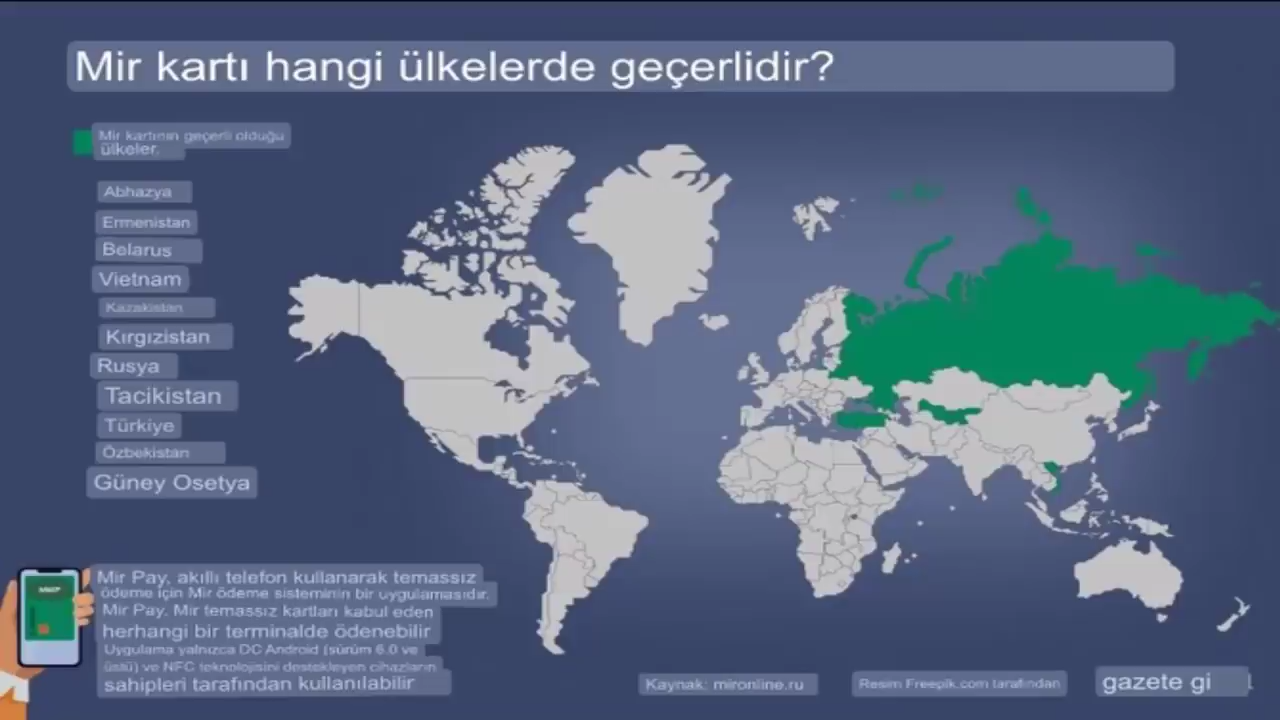 Mir kartı hangi ülkelerde geçerlidir?
Mir kartının geçerli olduğu
ülkeler.
Abhazya
Ermenistan
Belarus
Vietnam
Kazakistan
Kırgızistan
Rusya
Tacikistan
Türkiye
Özbekistan
Güney Osetya
Mir Pay, akıllı telefon kullanarak temassız
ödeme için Mir ödeme sisteminin bir uygulamasıdır.
Mir Pay. Mir temassız kartları kabul eden
herhangi bir terminalde ödenebilir
Uygulama yalnızca DC Android (sürüm 6.0 ve
üstü) ve NFC teknolojisini destekleyen cihazların
sahipleri tarafından kullanılabilir
Kaynak: mironline.ru
Resim Freepik.com tarafından
gazete gi